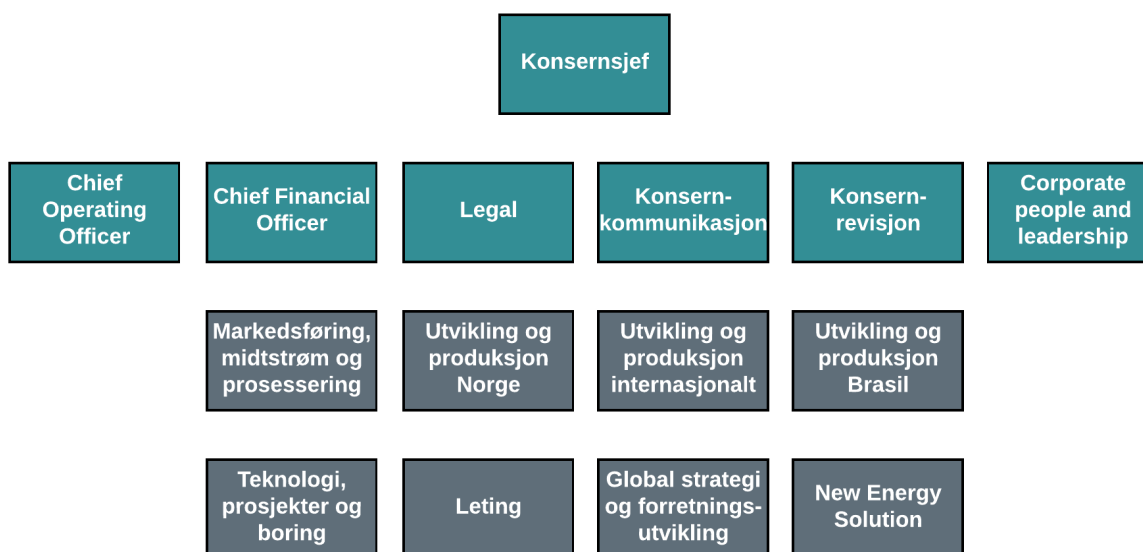 Konsernsjef
Chief
Operating
Officer
Chief Financial
Officer
Legal
Konsern-
kommunikasjon
Konsern-
revisjon
Corporate
people and
leadership
Markedsføring,
midtstrøm og
prosessering
Utvikling og
produksjon
Norge
Utvikling og
produksjon
internasjonalt
Utvikling og
produksjon
Brasil
Teknologi,
prosjekter og
boring
Leting
Global strategi
og forretnings-
utvikling
New Energy
Solution